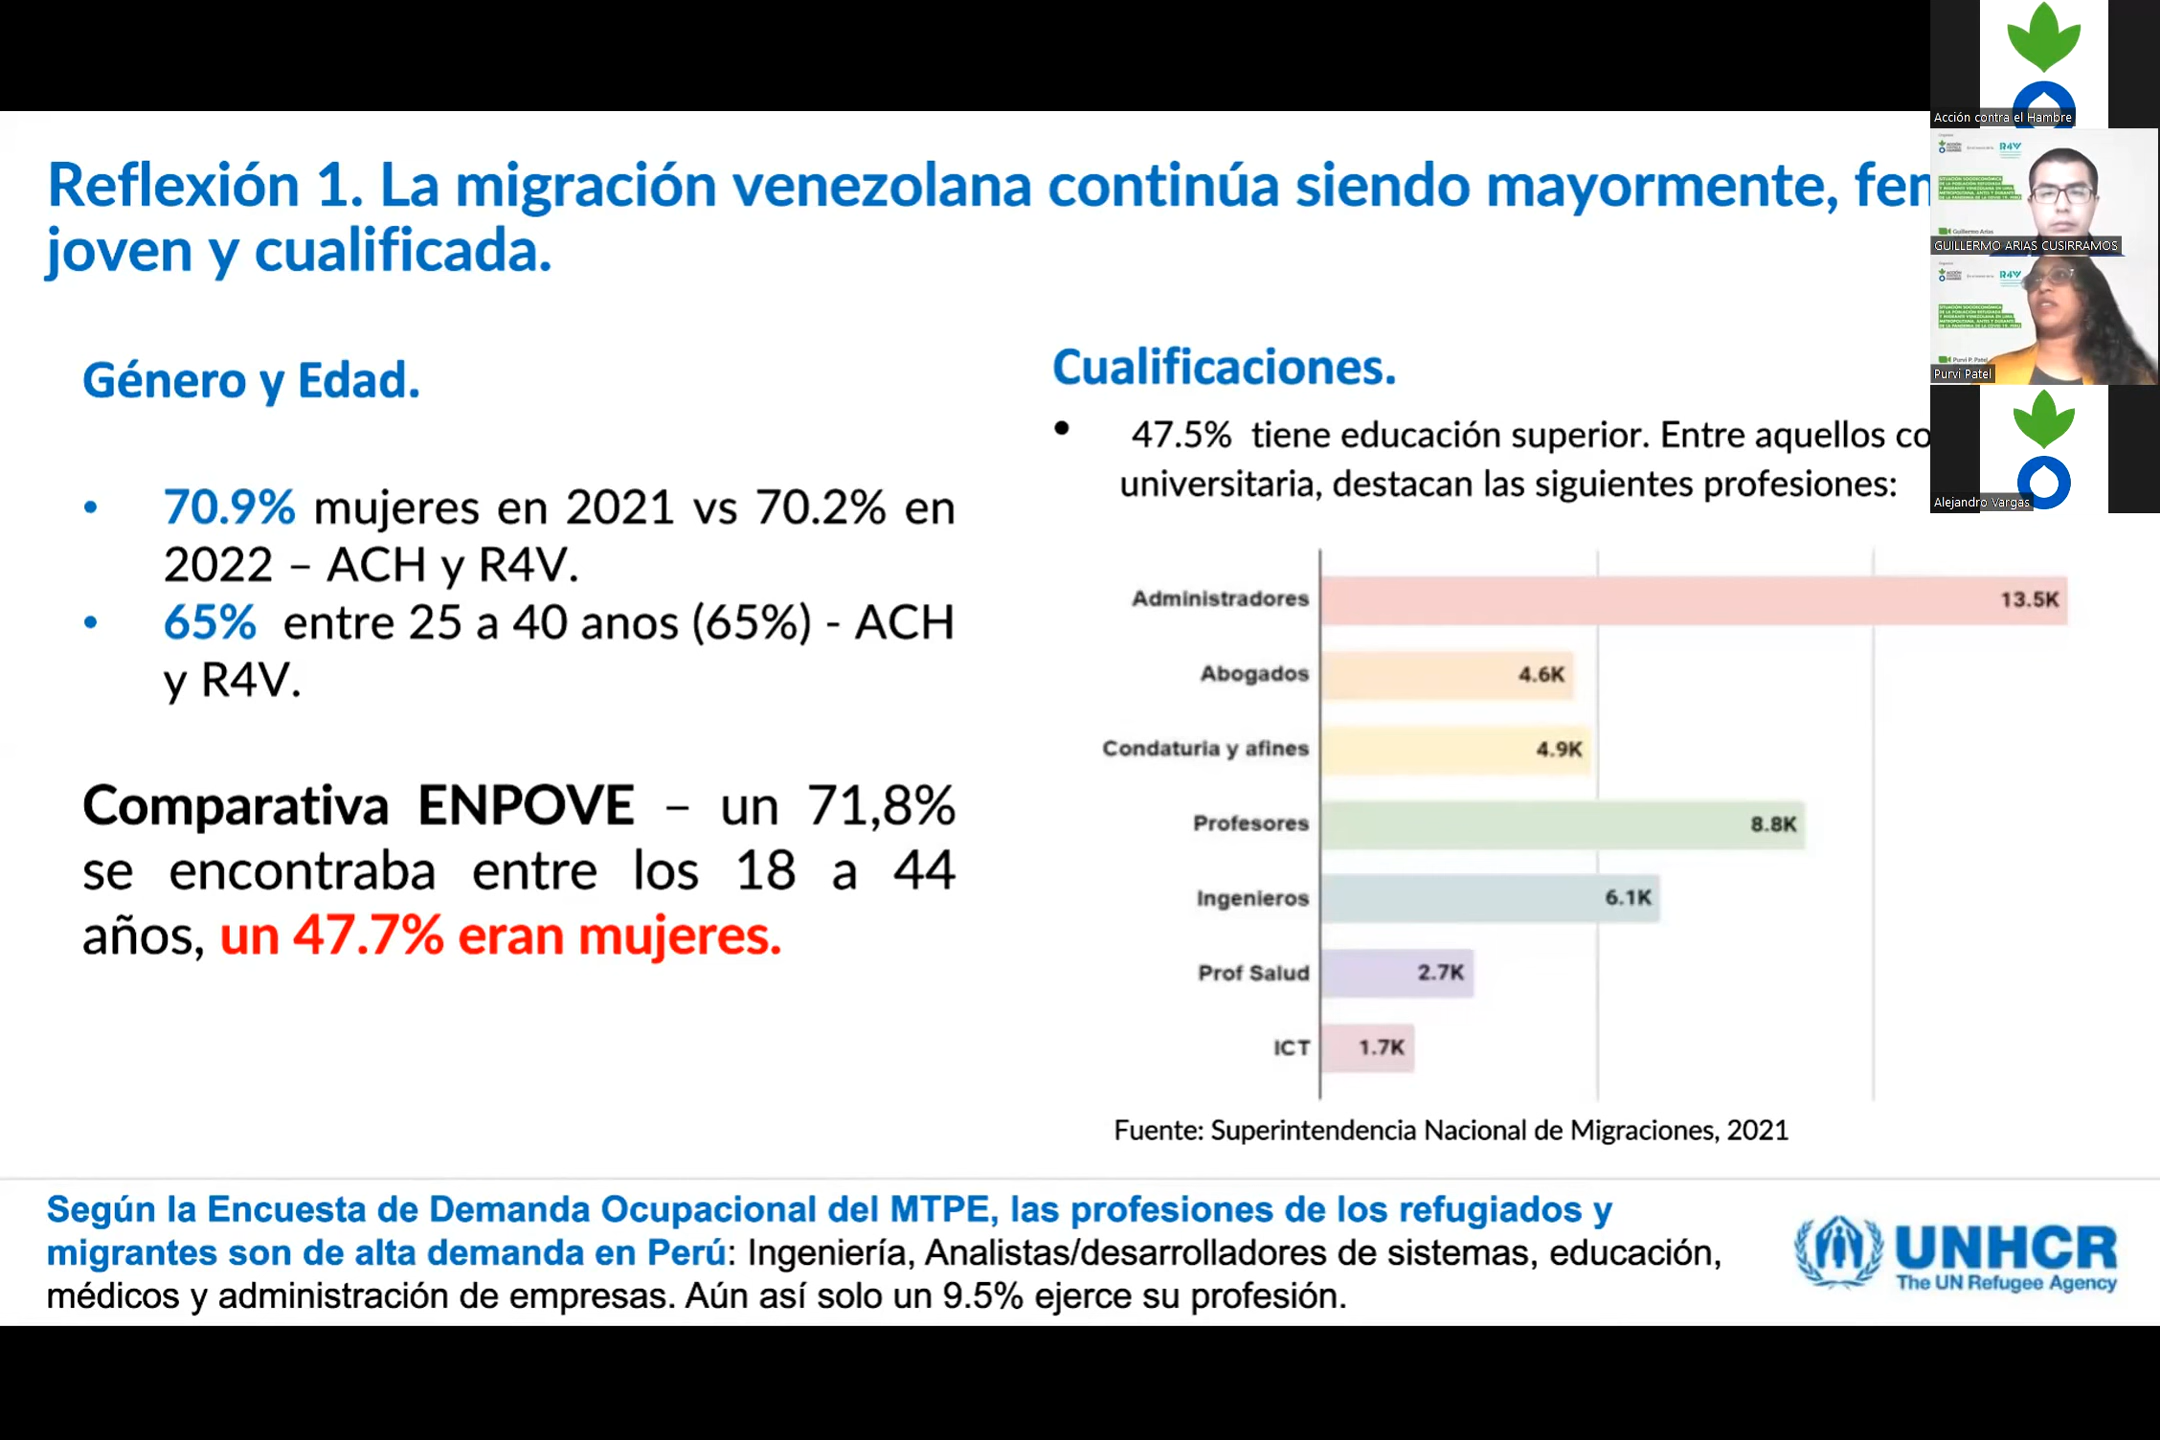 Reflexión 1. La migración venezolana continúa siendo mayormente,
joven y cualificada.
Género y Edad.
• 70.9% mujeres en 2021 vs 70.2% en
2022 – ACH y R4V.
• 65% entre 25 a 40 anos (65%) - ACH
y R4V.
Comparativa ENPOVE – un 71,8%
se encontraba entre los 18 a 44
años, un 47.7% eran mujeres.
Cualificaciones.
• 47.5% tiene educación superior. Entre aquellos
universitaria, destacan las siguientes profesiones:
Administradores 13.5K
Abogados 4.6K
Condaturia y afines 4.9K
Profesores 8.8K
Ingenieros 6.1K
Prof Salud 2.7K
ICT 1.7K
Fuente: Superintendencia Nacional de Migraciones, 2021
Según la Encuesta de Demanda Ocupacional del MTPE, las profesiones de los refugiados y
migrantes son de alta demanda en Perú: Ingeniería, Analistas/desarrolladores de sistemas, educación,
médicos y administración de empresas. Aún así solo un 9.5% ejerce su profesión.
UNHCR
The UN Refugee Agency
Acción contra el Hambre
R4V
Guillermo Arias
GUILLERMO ARIAS CUSIRRAMOS
R4V
Purvi P. Patel
Purvi Patel
Alejandro Vargas